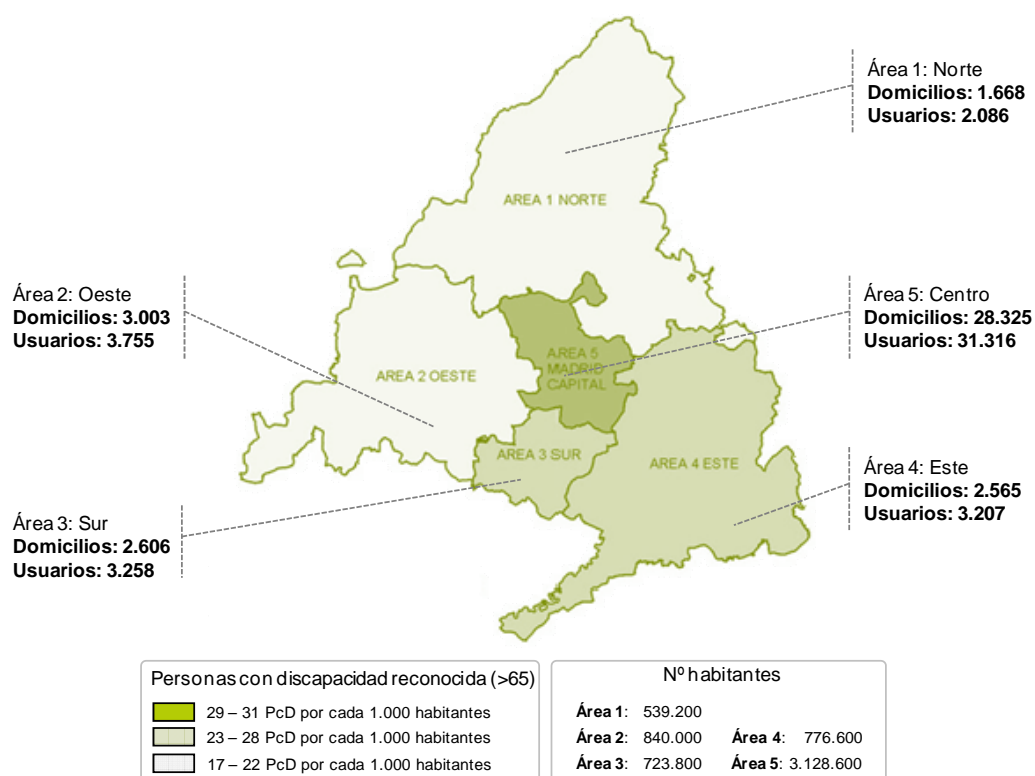 Área 1: Norte
Domicilios: 1.668
Usuarios: 2.086
AREA 1 NORTE
Área 2: Oeste
Domicilios: 3.003
Usuarios: 3.755
Área 5: Centro
Domicilios: 28.325
Usuarios: 31.316
AREA 5
MADRID
CAPITAL
AREA 2 OESTE
AREA 3 SUR
AREA 4 ESTE
Área 4: Este
Domicilios: 2.565
Usuarios: 3.207
Área 3: Sur
Domicilios: 2.606
Usuarios: 3.258
Personas con discapacidad reconocida (>65)
29 – 31 PcD por cada 1.000 habitantes
23 – 28 PcD por cada 1.000 habitantes
17 – 22 PcD por cada 1.000 habitantes
Nº habitantes
Área 1: 539.200
Área 2: 840.000 Área 4: 776.600
Área 3: 723.800 Área 5: 3.128.600